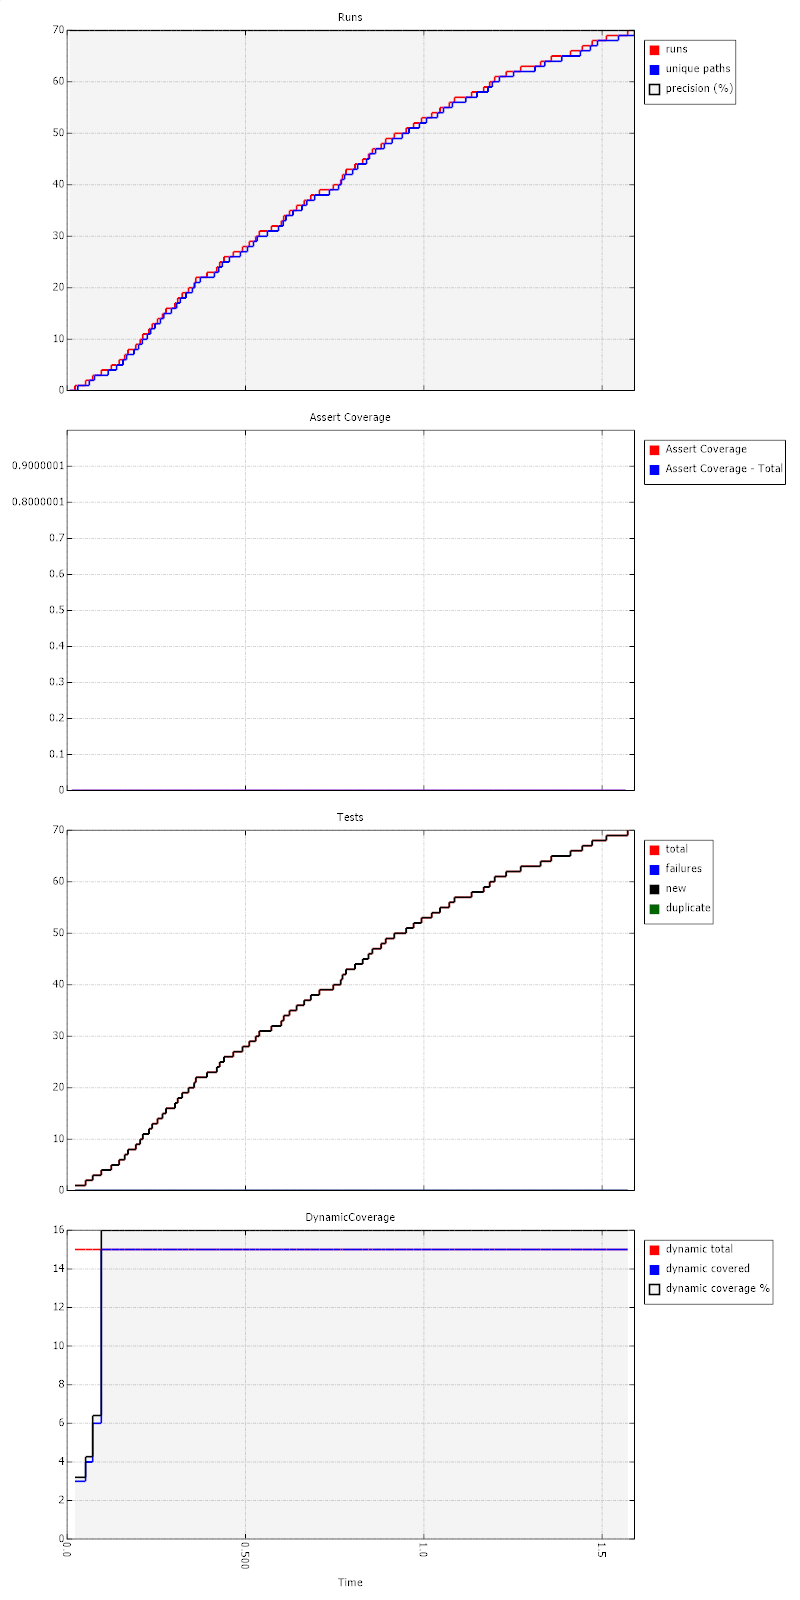 Runs
70
60
50
40
30
20
10
0
runs
unique paths
precision (%)
Assert Coverage
0.9000001
0.8000001
0.7
0.6
0.5
0.4
0.3
0.2
0.1
0
Assert Coverage
Assert Coverage - Total
Tests
70
60
50
40
30
20
10
0
total
failures
new
duplicate
DynamicCoverage
16
14
12
10
8
6
4
2
0
dynamic total
dynamic covered
dynamic coverage %
0.0
0.500
1.0
1.5
Time